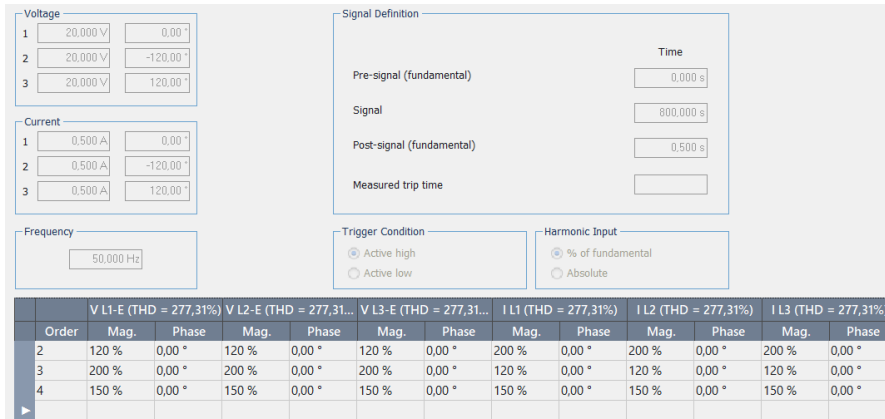 Voltage
1 20,000 V 0,00 °
2 20,000 V -120,00 °
3 20,000 V 120,00 °
Current
1 0,500 A 0,00 °
2 0,500 A -120,00 °
3 0,500 A 120,00 °
Frequency
50,000 Hz
Signal Definition
Time
Pre-signal (fundamental) 0,000 s
Signal 800,000 s
Post-signal (fundamental) 0,500 s
Measured trip time
Trigger Condition
Active high
Active low
Harmonic Input
% of fundamental
Absolute
V L1-E (THD = 277,31%) V L2-E (THD = 277,31... V L3-E (THD = 277,31... I L1 (THD = 277,31%) I L2 (THD = 277,31%) I L3 (THD = 277,31%)
Order Mag. Phase Mag. Phase Mag. Phase Mag. Phase Mag. Phase Mag. Phase
2 120 % 0,00 ° 120 % 0,00 ° 120 % 0,00 ° 200 % 0,00 ° 200 % 0,00 ° 200 % 0,00 °
3 200 % 0,00 ° 200 % 0,00 ° 200 % 0,00 ° 120 % 0,00 ° 120 % 0,00 ° 120 % 0,00 °
4 150 % 0,00 ° 150 % 0,00 ° 150 % 0,00 ° 150 % 0,00 ° 150 % 0,00 ° 150 % 0,00 °